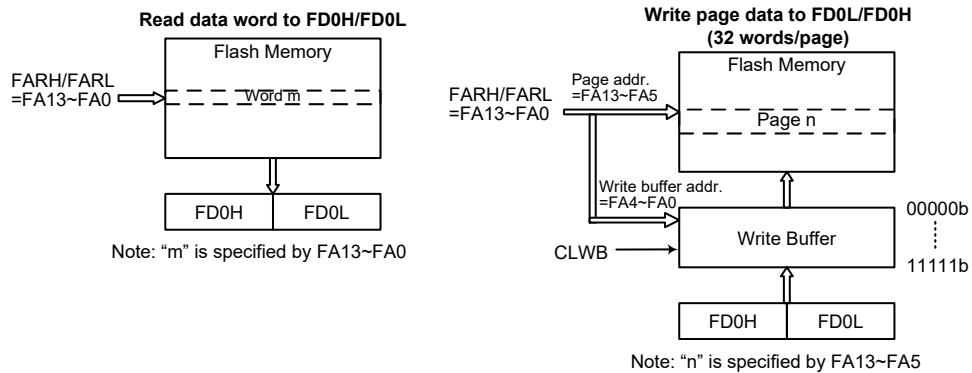 Read data word to FD0H/FD0L
Flash Memory
FARH/FARL
=FA13~FA0
Word m
FD0H
FD0L
Note: “m” is specified by FA13~FA0
Write page data to FD0L/FD0H
(32 words/page)
Flash Memory
Page addr.
=FA13~FA5
FARH/FARL
=FA13~FA0
Page n
Write buffer addr.
=FA4~FA0
00000b
Write Buffer
CLWB
11111b
FD0H
FD0L
Note: “n” is specified by FA13~FA5